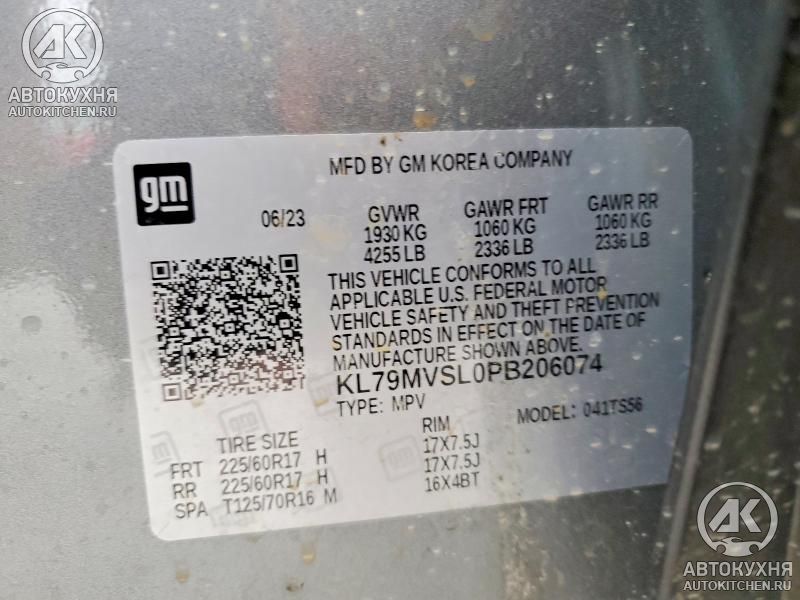 АК
АВТОКУХНЯ
AUTOKITCHEN.RU
gm
MFD BY GM KOREA COMPANY
06/23
GVWR GAWR FRT GAWR RR
1930 KG 1060 KG 1060 KG
4255 LB 2336 LB 2336 LB
THIS VEHICLE CONFORMS TO ALL
APPLICABLE U.S. FEDERAL MOTOR
VEHICLE SAFETY AND THEFT PREVENTION
STANDARDS IN EFFECT ON THE DATE OF
MANUFACTURE SHOWN ABOVE.
KL79MVSL0PB206074
TYPE: MPV MODEL: 041TS56
TIRE SIZE RIM
FRT 225/60R17 H 17X7.5J
RR 225/60R17 H 17X7.5J
SPA T125/70R16 M 16X4BT
АК
АВТОКУХНЯ
AUTOKITCHEN.RU